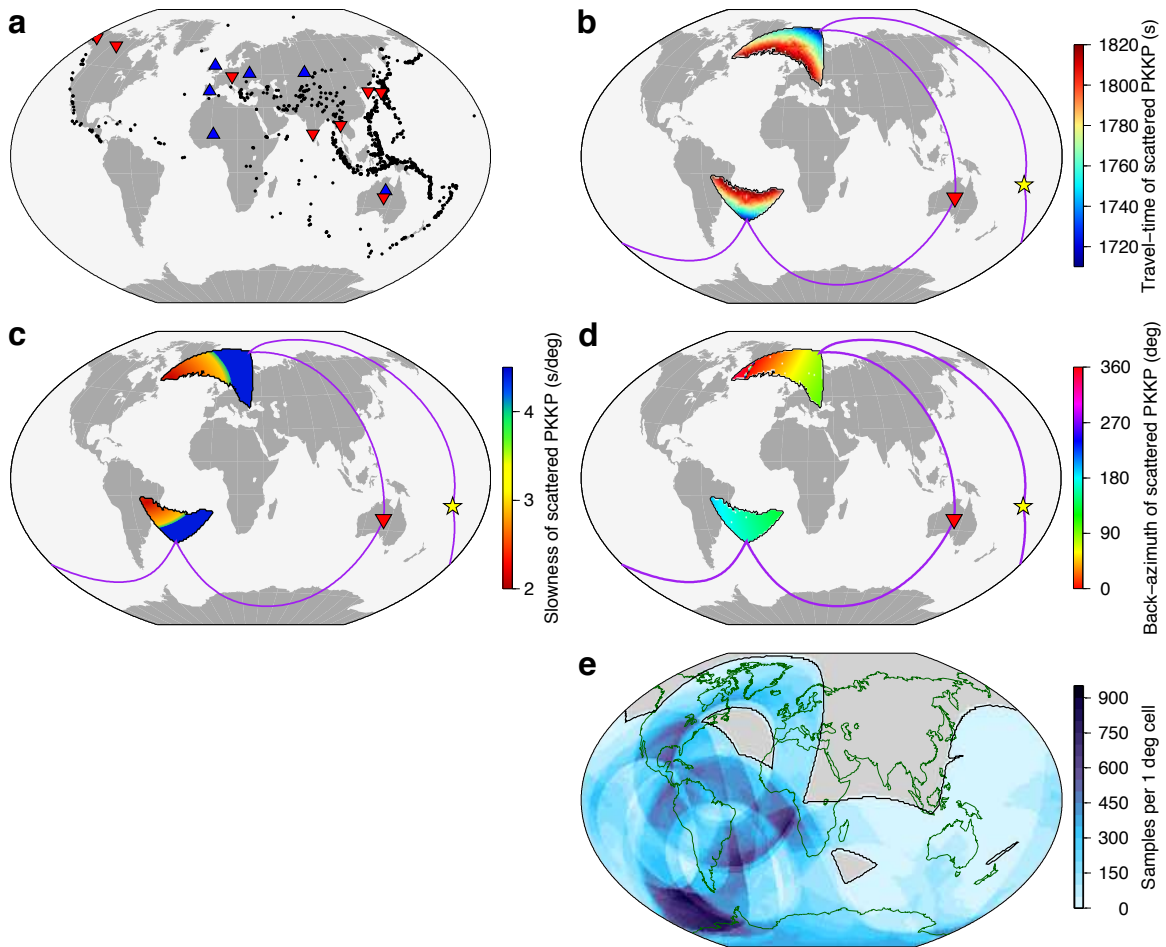 a
b
1820
1800
1780
1760
1740
1720
Travel−time of scattered PKKP (s)
c
4
3
2
Slowness of scattered PKKP (s/deg)
d
360
270
180
90
0
Back−azimuth of scattered PKKP (deg)
e
900
750
600
450
300
150
0
Samples per 1 deg cell